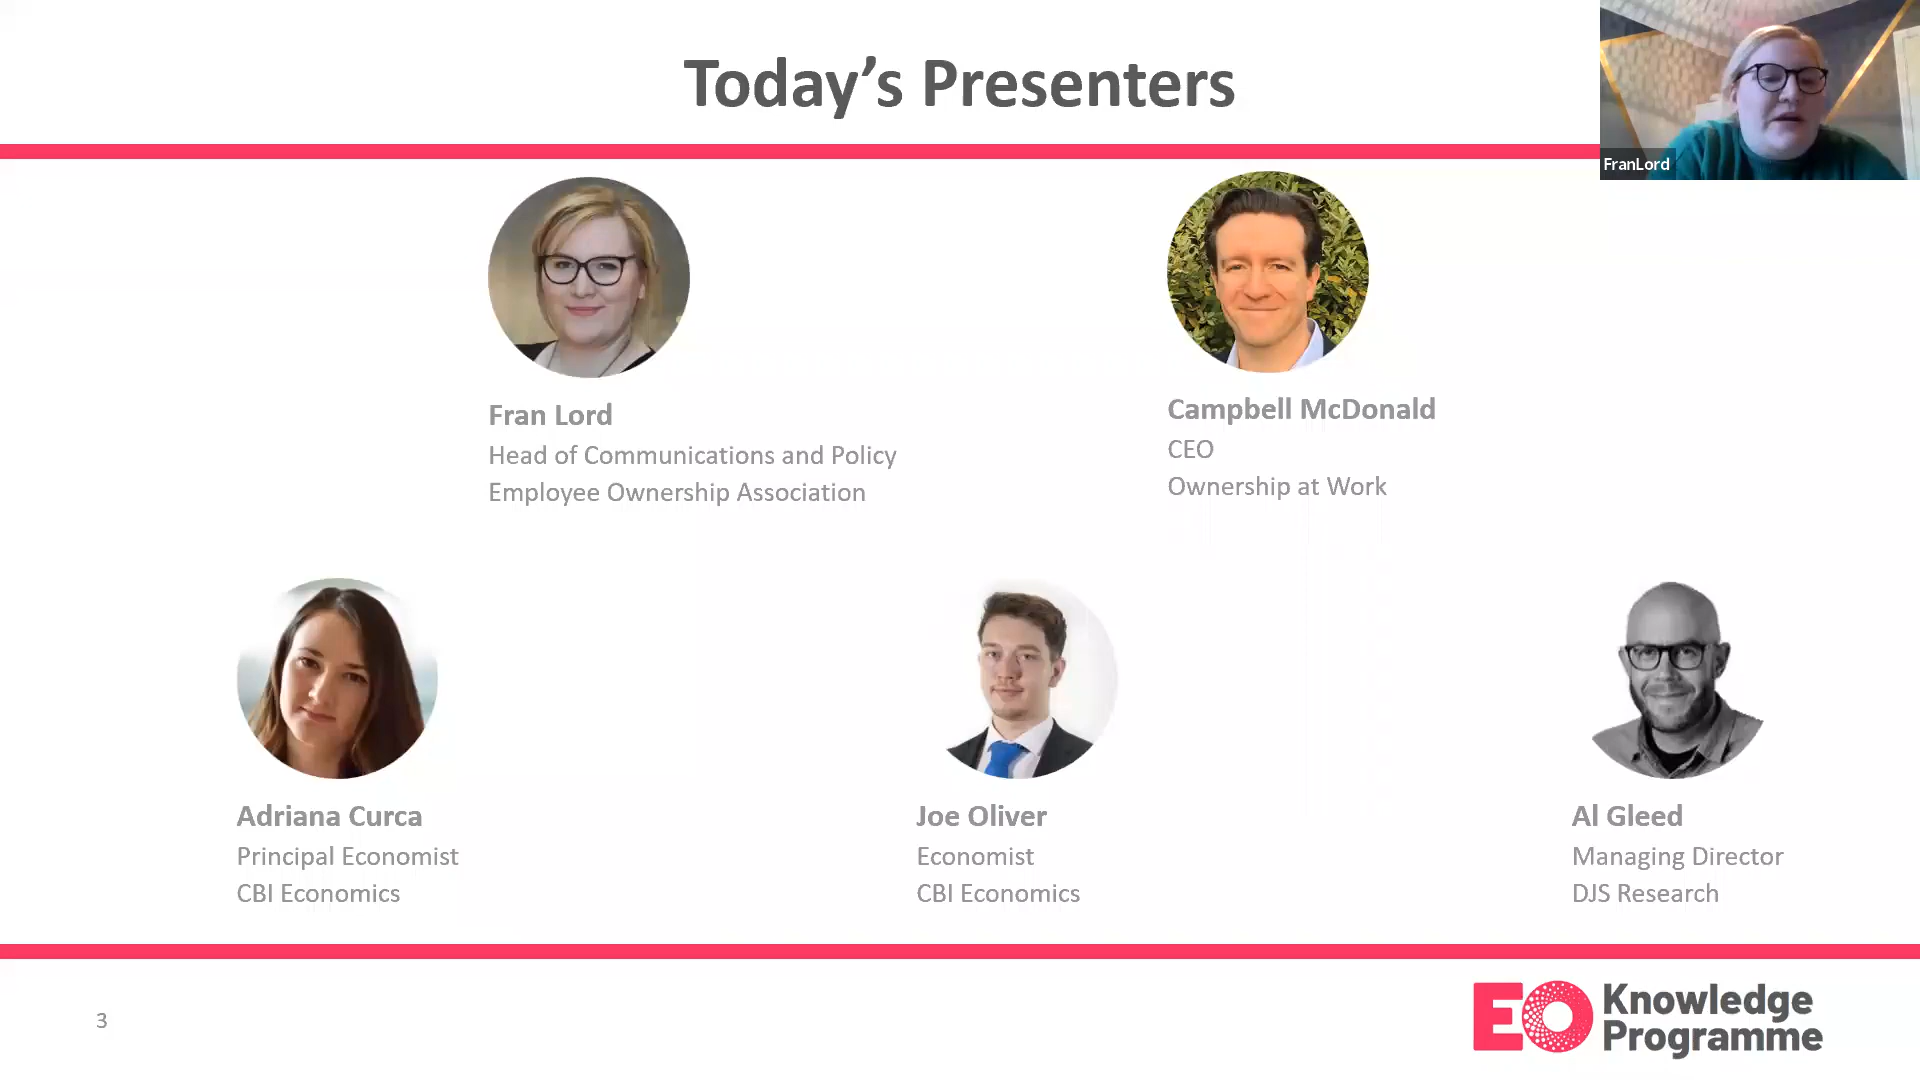 Today’s Presenters
FranLord
Fran Lord
Head of Communications and Policy
Employee Ownership Association
Campbell McDonald
CEO
Ownership at Work
Adriana Curca
Principal Economist
CBI Economics
Joe Oliver
Economist
CBI Economics
Al Gleed
Managing Director
DJS Research
3
EO Knowledge
Programme